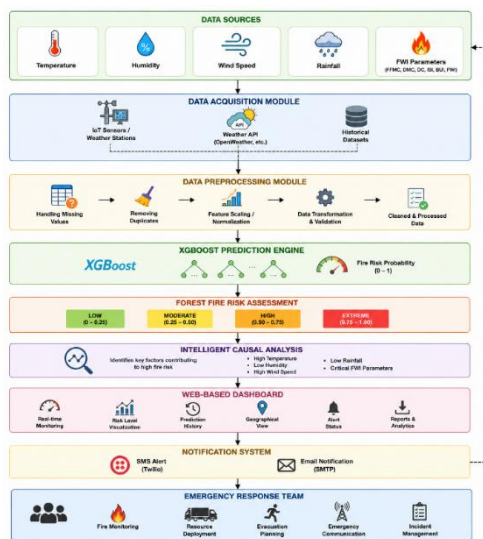 DATA SOURCES
Temperature
Humidity
Wind Speed
Rainfall
FWI Parameters
(FFMC, DMC, DC, ISI, BUI, FWI)
DATA ACQUISITION MODULE
IoT Sensors /
Weather Stations
API
Weather API
(OpenWeather, etc.)
Historical
Datasets
DATA PREPROCESSING MODULE
Handling Missing
Values
Removing
Duplicates
Feature Scaling /
Normalization
Data Transformation
& Validation
Cleaned & Processed
Data
XGBOOST PREDICTION ENGINE
XGBoost
Fire Risk Probability
(0 – 1)
FOREST FIRE RISK ASSESSMENT
LOW
(0 – 0.25)
MODERATE
(0.25 – 0.50)
HIGH
(0.50 – 0.75)
EXTREME
(0.75 – 1.00)
INTELLIGENT CAUSAL ANALYSIS
Identifies key factors contributing
to high fire risk
• High Temperature
• Low Humidity
• High Wind Speed
• Low Rainfall
• Critical FWI Parameters
WEB-BASED DASHBOARD
Real-time
Monitoring
Risk Level
Visualization
Prediction
History
Geographical
View
Alert
Status
Reports &
Analytics
NOTIFICATION SYSTEM
SMS Alert
(Twilio)
Email Notification
(SMTP)
EMERGENCY RESPONSE TEAM
Fire Monitoring
Resource
Deployment
Evacuation
Planning
Emergency
Communication
Incident
Management